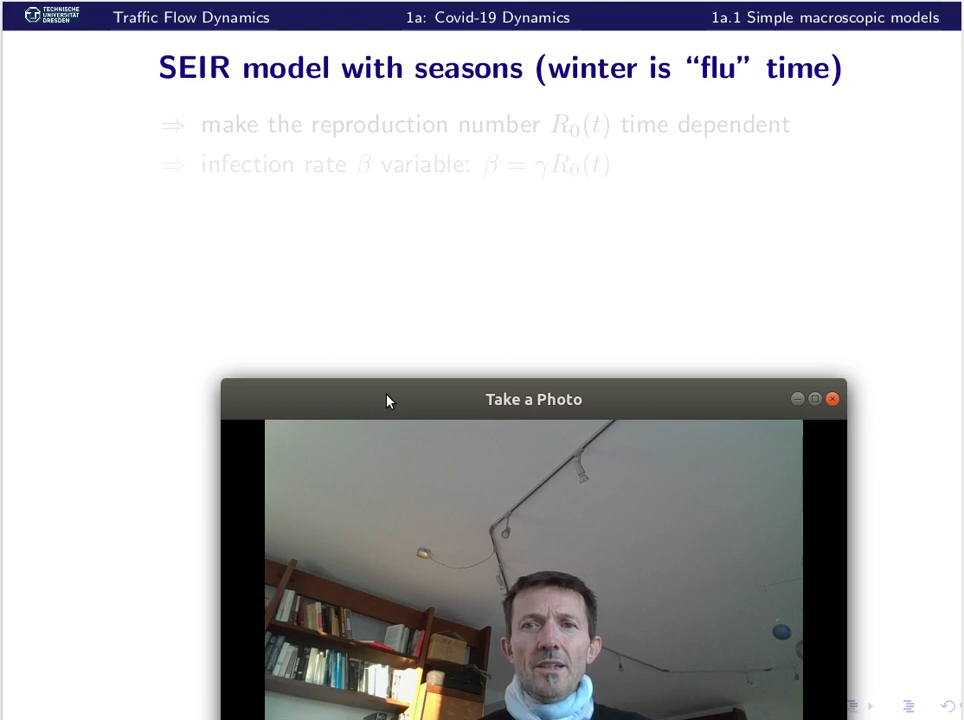 TECHNISCHE
UNIVERSITÄT
DRESDEN
Traffic Flow Dynamics
1a: Covid-19 Dynamics
1a.1 Simple macroscopic models
SEIR model with seasons (winter is “flu” time)
⇒ make the reproduction number R₀(t) time dependent
⇒ infection rate β variable: β = γR₀(t)
Take a Photo